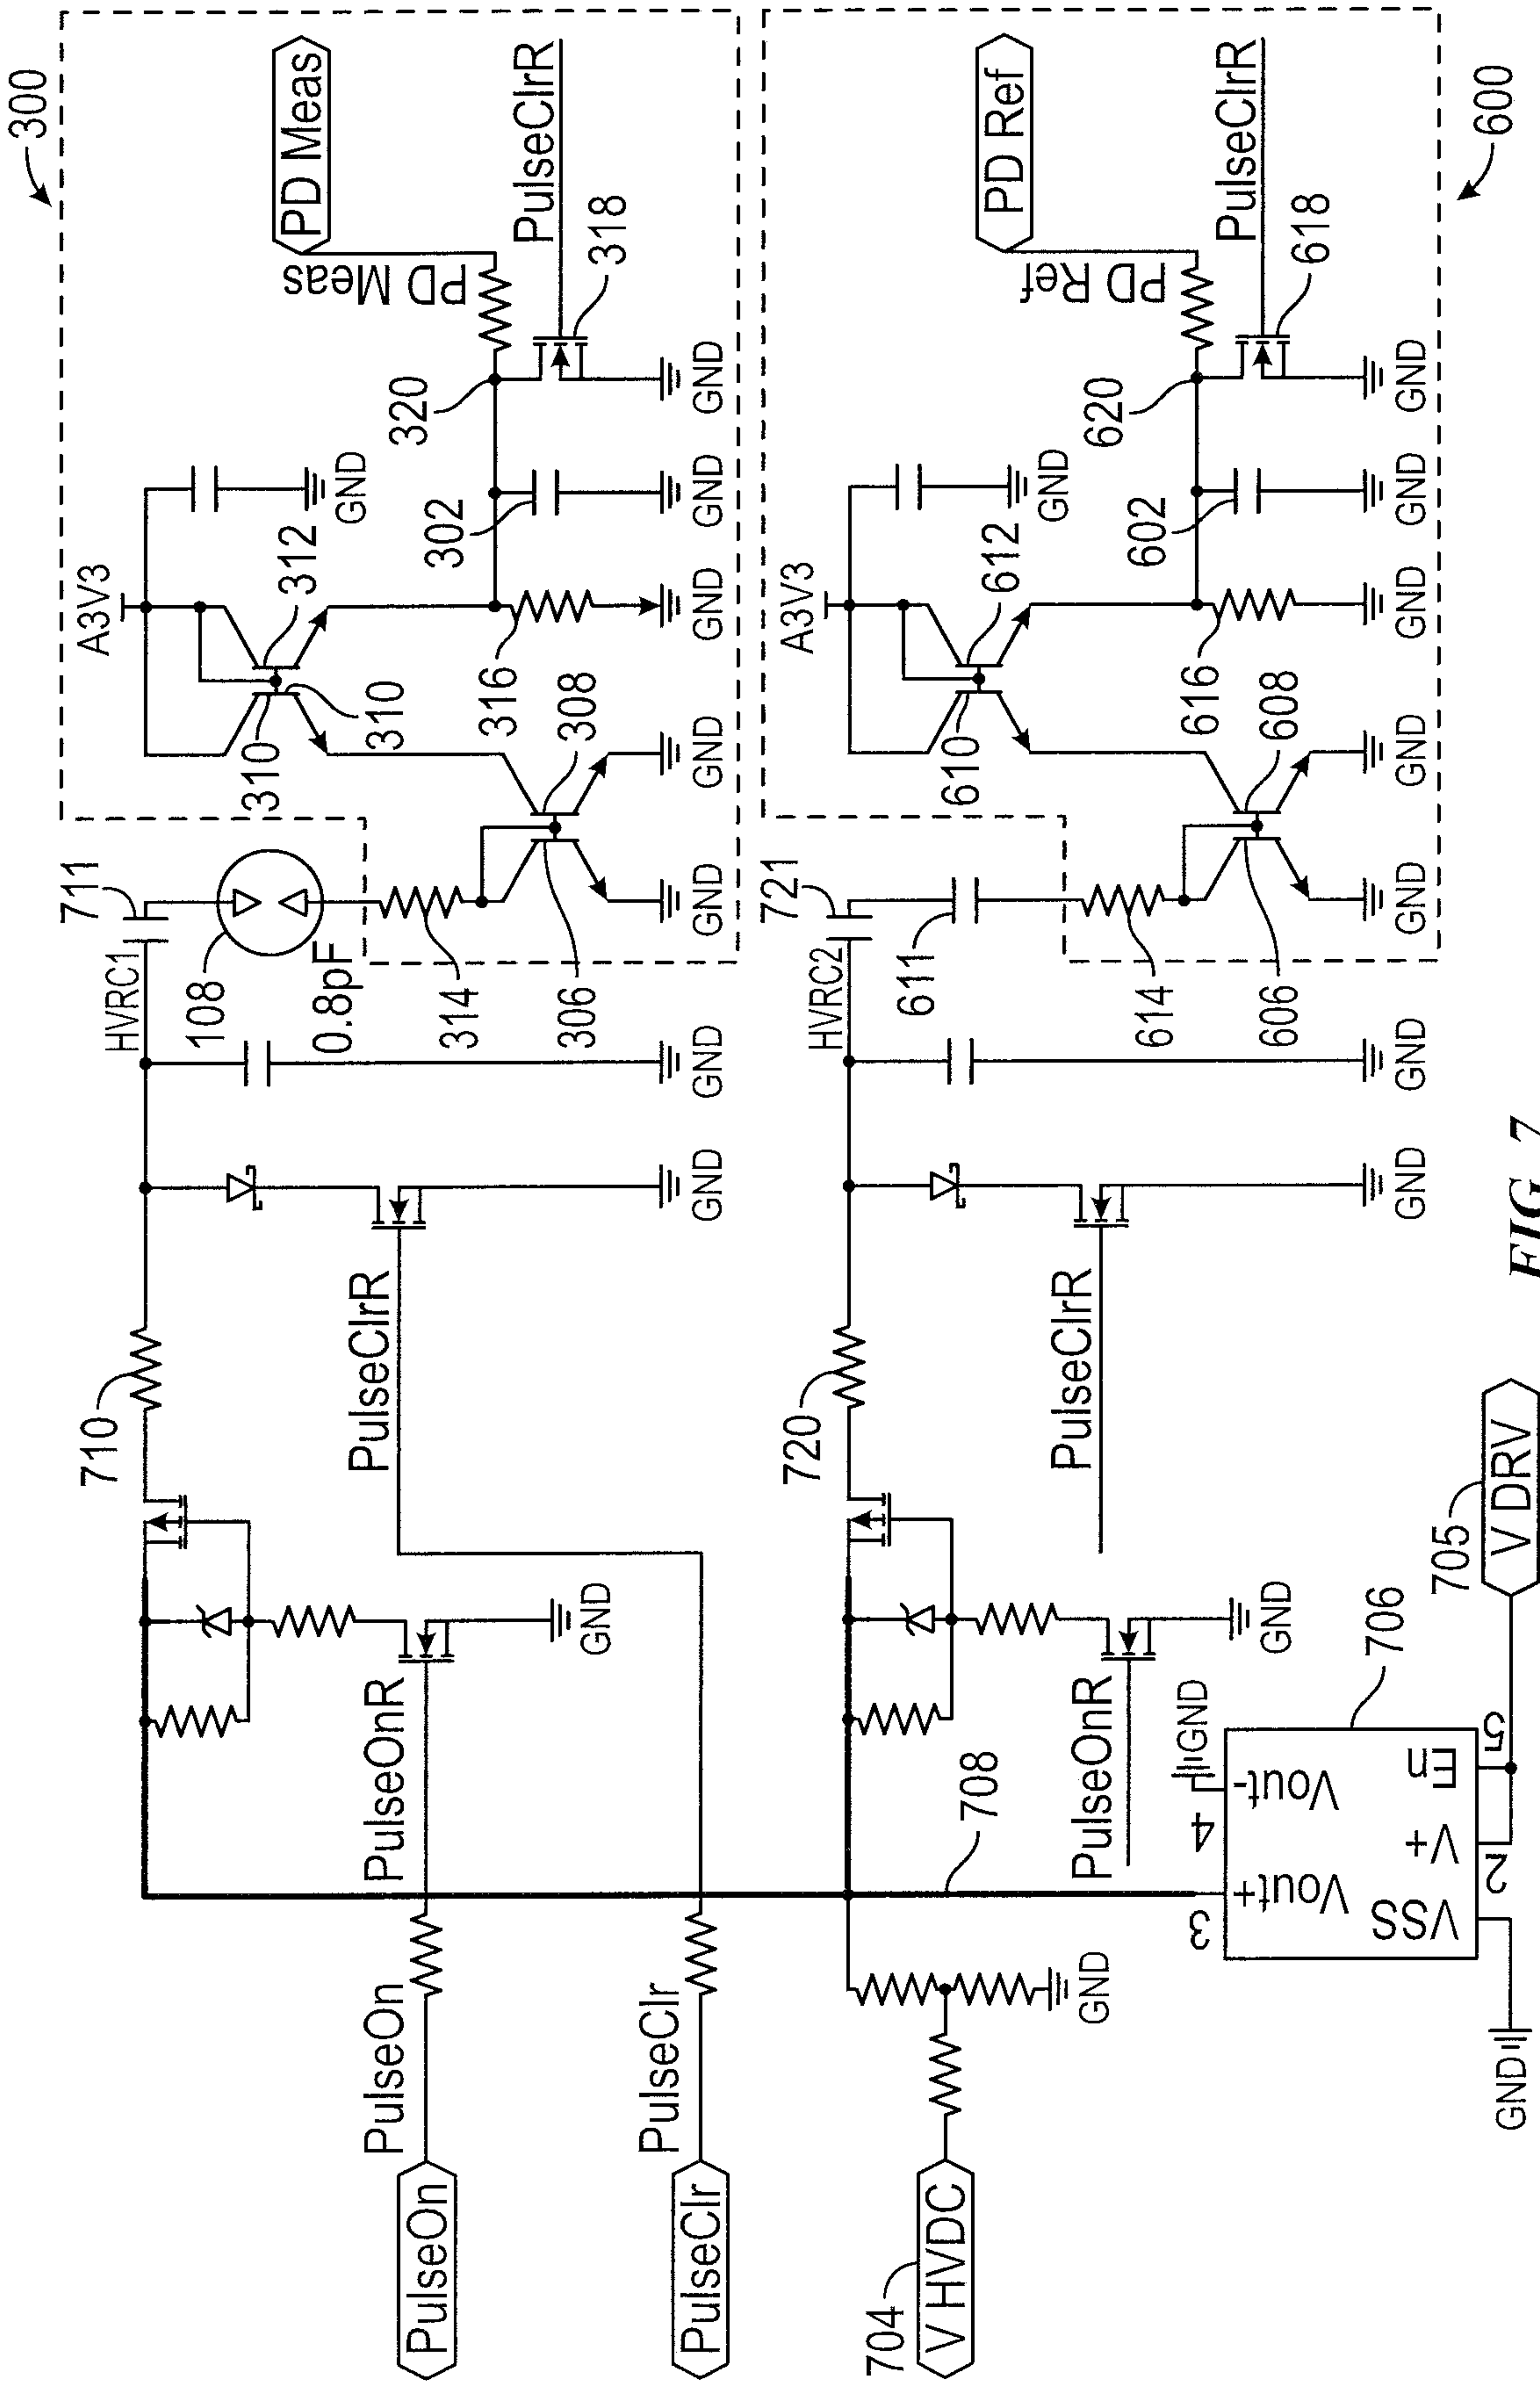 300
711
HVRC1
108
0.8pF
314
306
A3V3
312
310
310
308
316
302
320
GND
PD Meas
PD Meas
PulseClrR
318
GND
GND
GND
GND
GND
GND
710
PulseClrR
GND
PulseOnR
GND
PulseOn
PulseOn
PulseClr
PulseClr
721
HVRC2
611
614
606
A3V3
612
610
608
616
602
620
GND
PD Ref
PD Ref
PulseClrR
618
GND
GND
GND
GND
GND
GND
600
720
PulseClrR
GND
PulseOnR
GND
708
704
V HVDC
GND
3
Vout+
4
Vout-
GND
VSS
V+
En
2
5
GND
706
705
V DRV
FIG. 7